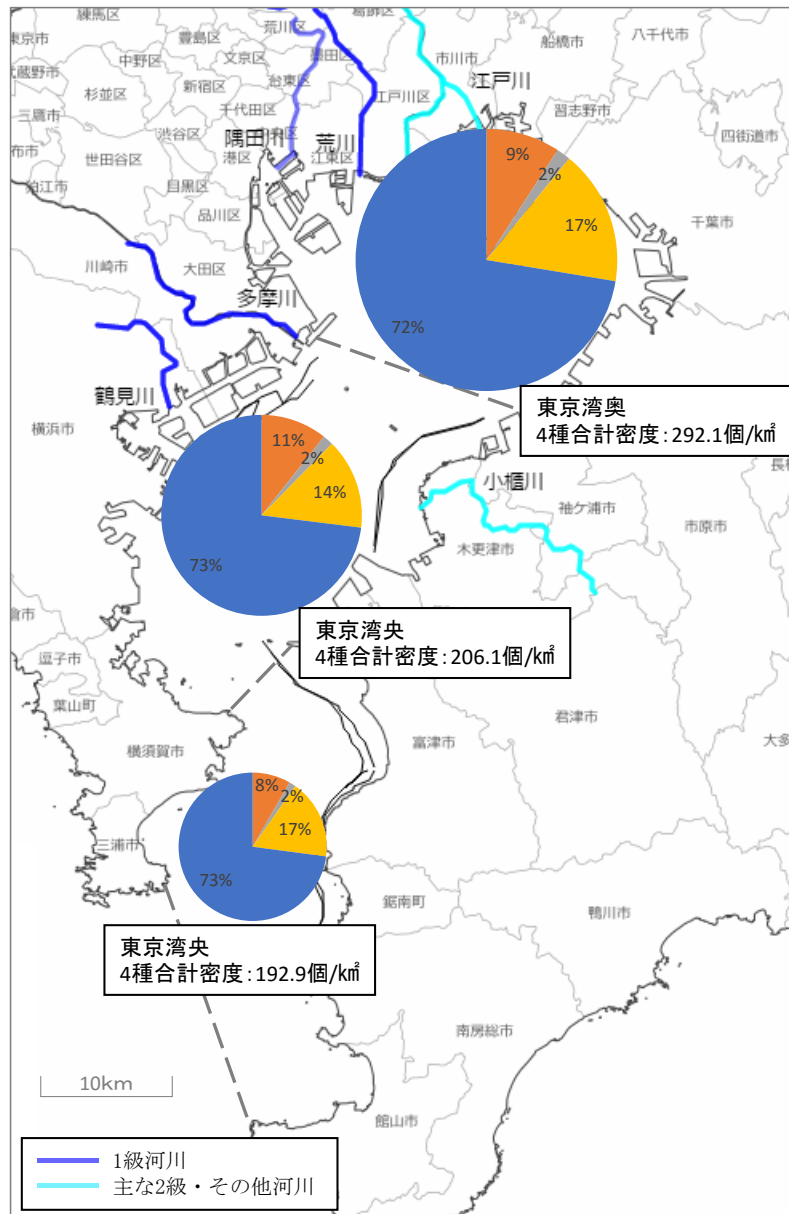 練馬区
荒川区
葛飾区
船橋市
八千代市
豊島区
東京市
中野区
文京区
墨田区
市川市
武蔵野市
新宿区
台東区
江戸川
杉並区
江戸川区
習志野市
三鷹市
千代田区
四街道市
渋谷区
隅田川
荒川
布市
世田谷区
港区
江東区
目黒区
狛江市
品川区
千葉市
川崎市
大田区
多摩川
9%
2%
17%
72%
鶴見川
横浜市
東京湾奥
4種合計密度:292.1個/㎢
11%
2%
14%
73%
小櫃川
袖ケ浦市
市原市
木更津市
東京湾央
4種合計密度:206.1個/㎢
倉市
逗子市
葉山町
君津市
横須賀市
富津市
大多
8%
2%
17%
73%
三浦市
鋸南町
鴨川市
東京湾央
4種合計密度:192.9個/㎢
南房総市
10km
館山市
1級河川
主な2級・その他河川